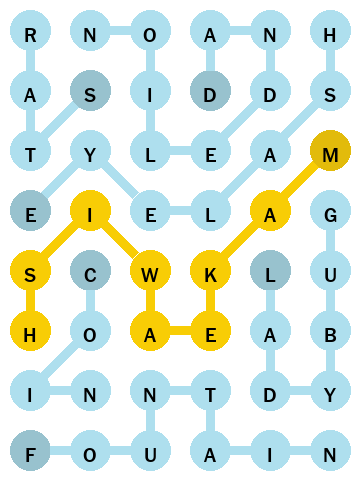 R N O A N H
A S I D D S
T Y L E A M
E I E L A G
S C W K L U
H O A E A B
I N N T D Y
F O U A I N